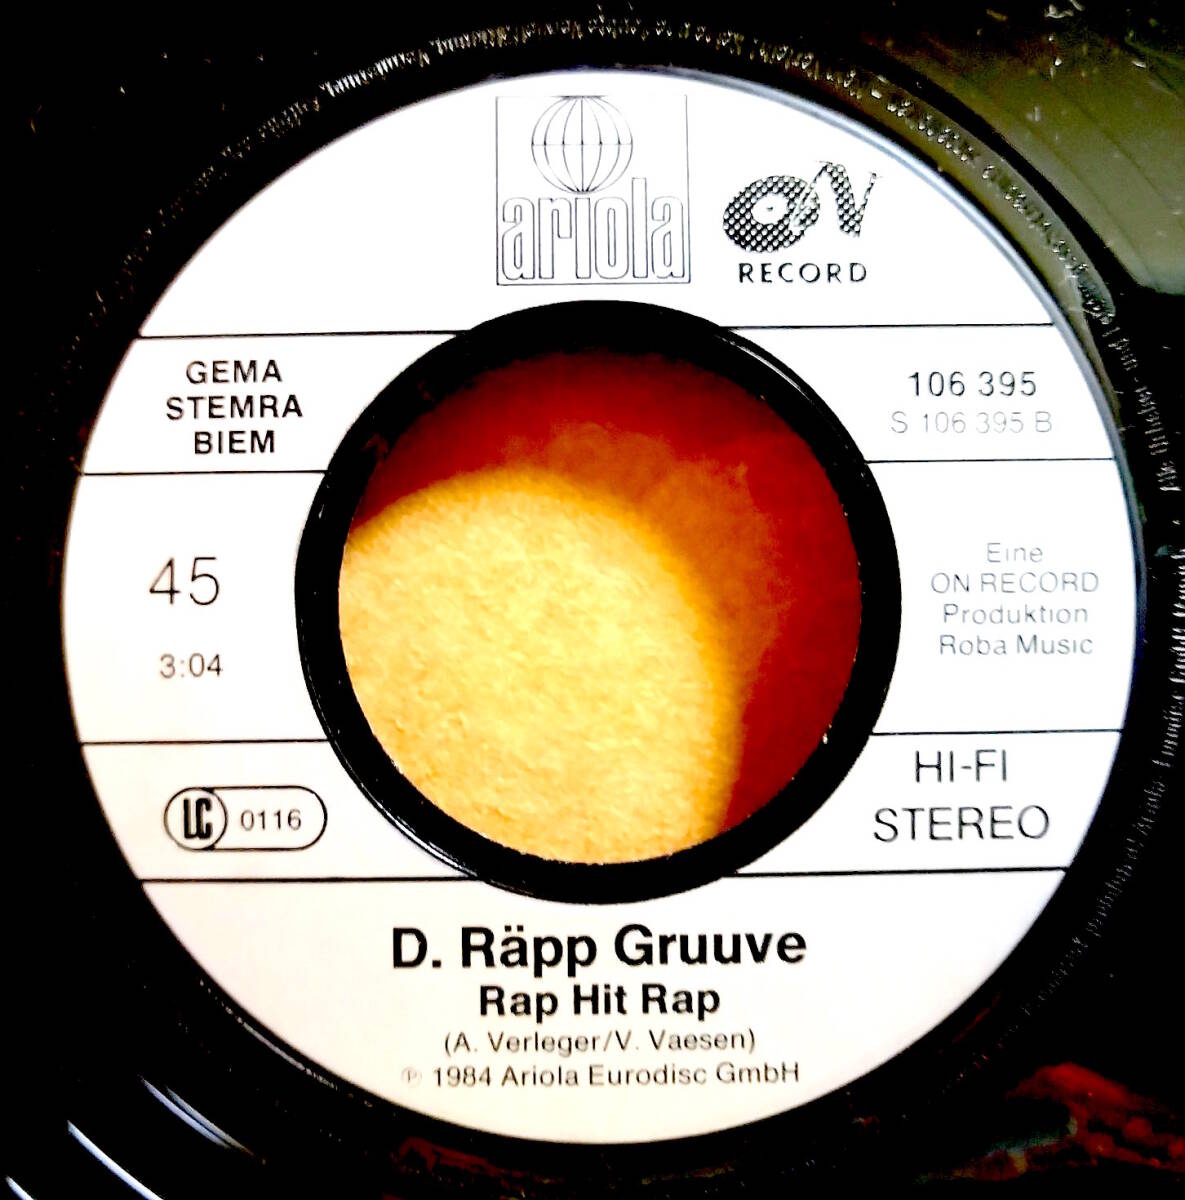 ariola
ON
RECORD
GEMA
STEMRA
BIEM
106 395
S 106 395 B
45
3:04
Eine
ON RECORD
Produktion
Roba Music
LC 0116
HI-FI
STEREO
D. Räpp Gruuve
Rap Hit Rap
(A. Verleger/V. Vaesen)
℗ 1984 Ariola Eurodisc GmbH